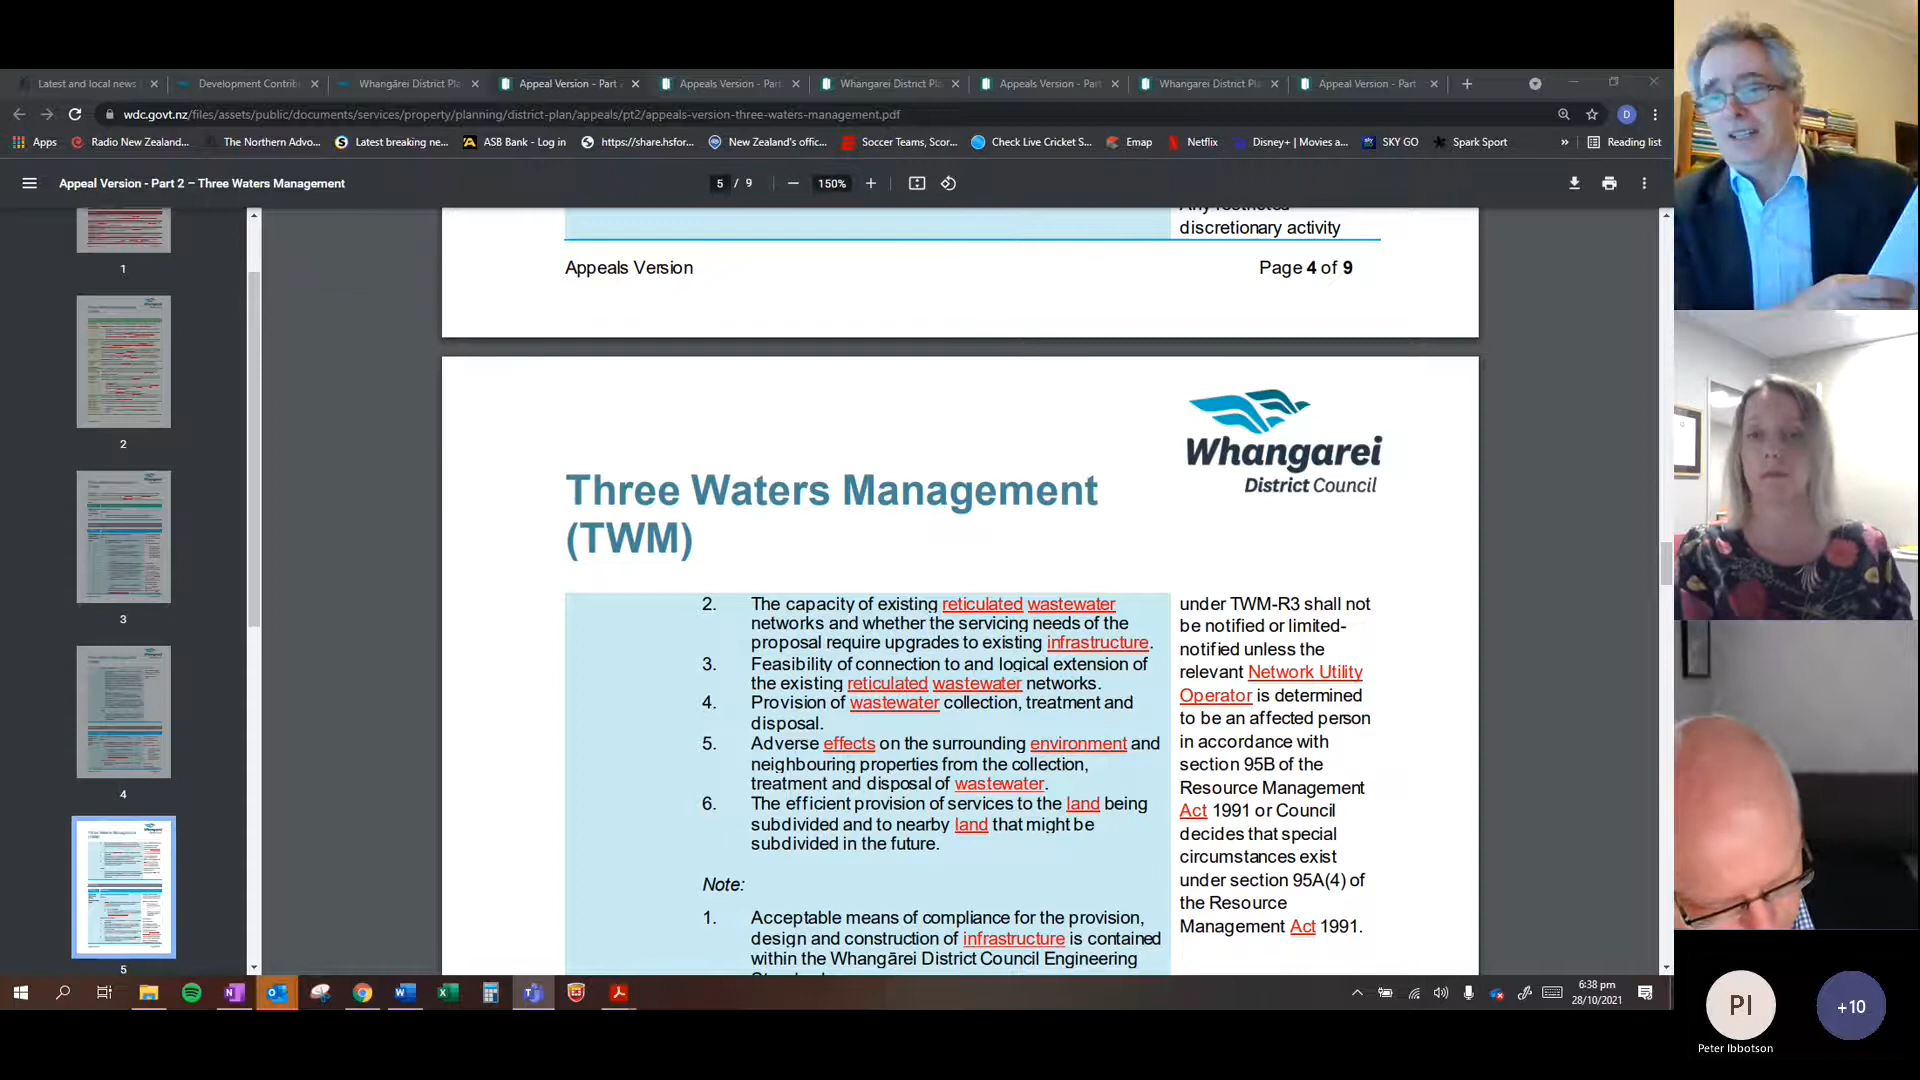 Latest and local news
Development Contrib
Whangārei District Pla
Appeal Version - Part
Appeals Version - Part
Whangarei District Pla
Appeals Version - Part
Whangarei District Pla
Appeal Version - Part
wdc.govt.nz/files/assets/public/documents/services/property/planning/district-plan/appeals/pt2/appeals-version-three-waters-management.pdf
D
Apps
Radio New Zealand...
The Northern Advo...
Latest breaking ne...
ASB Bank - Log in
https://share.hsfor...
New Zealand's offic...
Soccer Teams, Scor...
Check Live Cricket S...
Emap
Netflix
Disney+ | Movies a...
SKY GO
Spark Sport
»
Reading list
Appeal Version - Part 2 – Three Waters Management
5 / 9
150%
1
2
3
4
5
Any restricted
discretionary activity
Appeals Version
Page 4 of 9
Whangarei
District Council
Three Waters Management
(TWM)
2. The capacity of existing reticulated wastewater
networks and whether the servicing needs of the
proposal require upgrades to existing infrastructure.
3. Feasibility of connection to and logical extension of
the existing reticulated wastewater networks.
4. Provision of wastewater collection, treatment and
disposal.
5. Adverse effects on the surrounding environment and
neighbouring properties from the collection,
treatment and disposal of wastewater.
6. The efficient provision of services to the land being
subdivided and to nearby land that might be
subdivided in the future.
Note:
1. Acceptable means of compliance for the provision,
design and construction of infrastructure is contained
within the Whangārei District Council Engineering
under TWM-R3 shall not
be notified or limited-
notified unless the
relevant Network Utility
Operator is determined
to be an affected person
in accordance with
section 95B of the
Resource Management
Act 1991 or Council
decides that special
circumstances exist
under section 95A(4) of
the Resource
Management Act 1991.
6:38 pm
28/10/2021
PI
+10
Peter Ibbotson